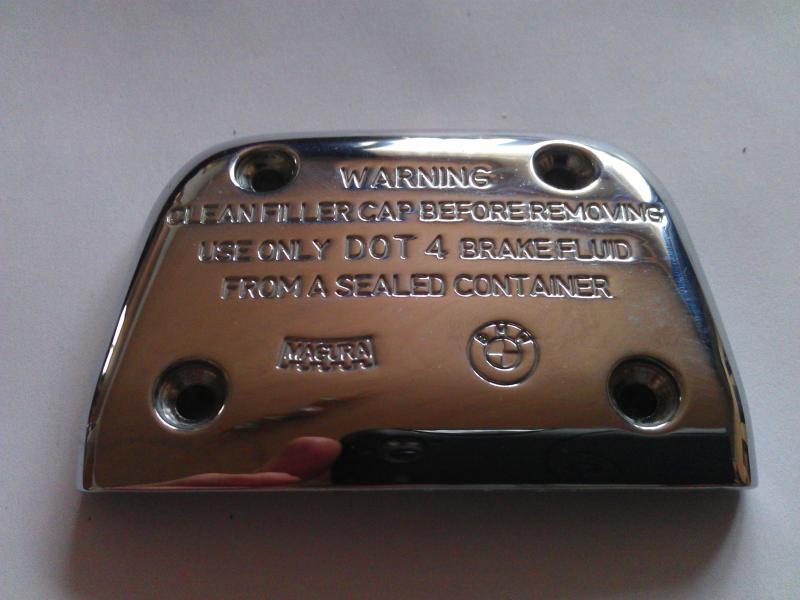 WARNING
CLEAN FILLER CAP BEFORE REMOVING
USE ONLY DOT 4 BRAKE FLUID
FROM A SEALED CONTAINER
MAGURA
BMW